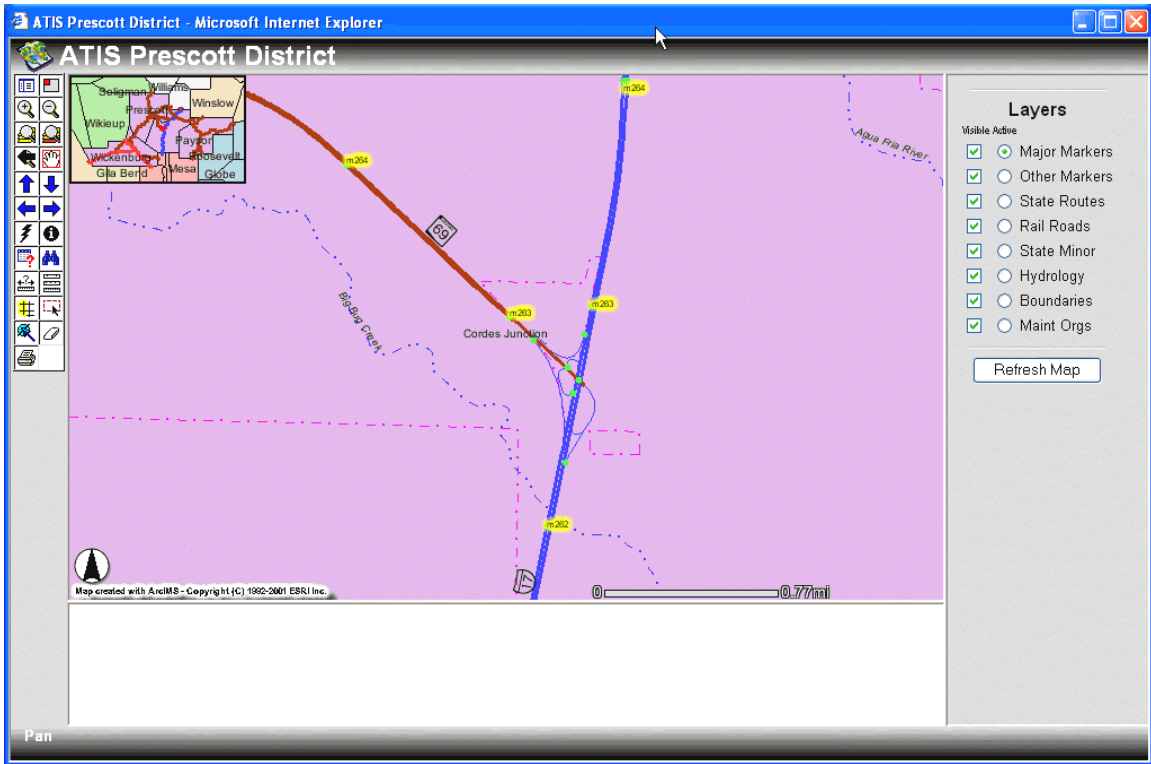 ATIS Prescott District - Microsoft Internet Explorer
ATIS Prescott District
Seligman
Williams
Prescott
Winslow
Wikieup
Payson
Wickenburg
Roosevelt
Gila Bend
Mesa
Globe
m264
m264
Agua Fria River
69
Big Bug Creek
m263
m263
Cordes Junction
m262
17
Map created with ArcIMS - Copyright (C) 1992-2001 ESRI Inc.
0 0.77mi
Layers
Visible Active
Major Markers
Other Markers
State Routes
Rail Roads
State Minor
Hydrology
Boundaries
Maint Orgs
Refresh Map
Pan